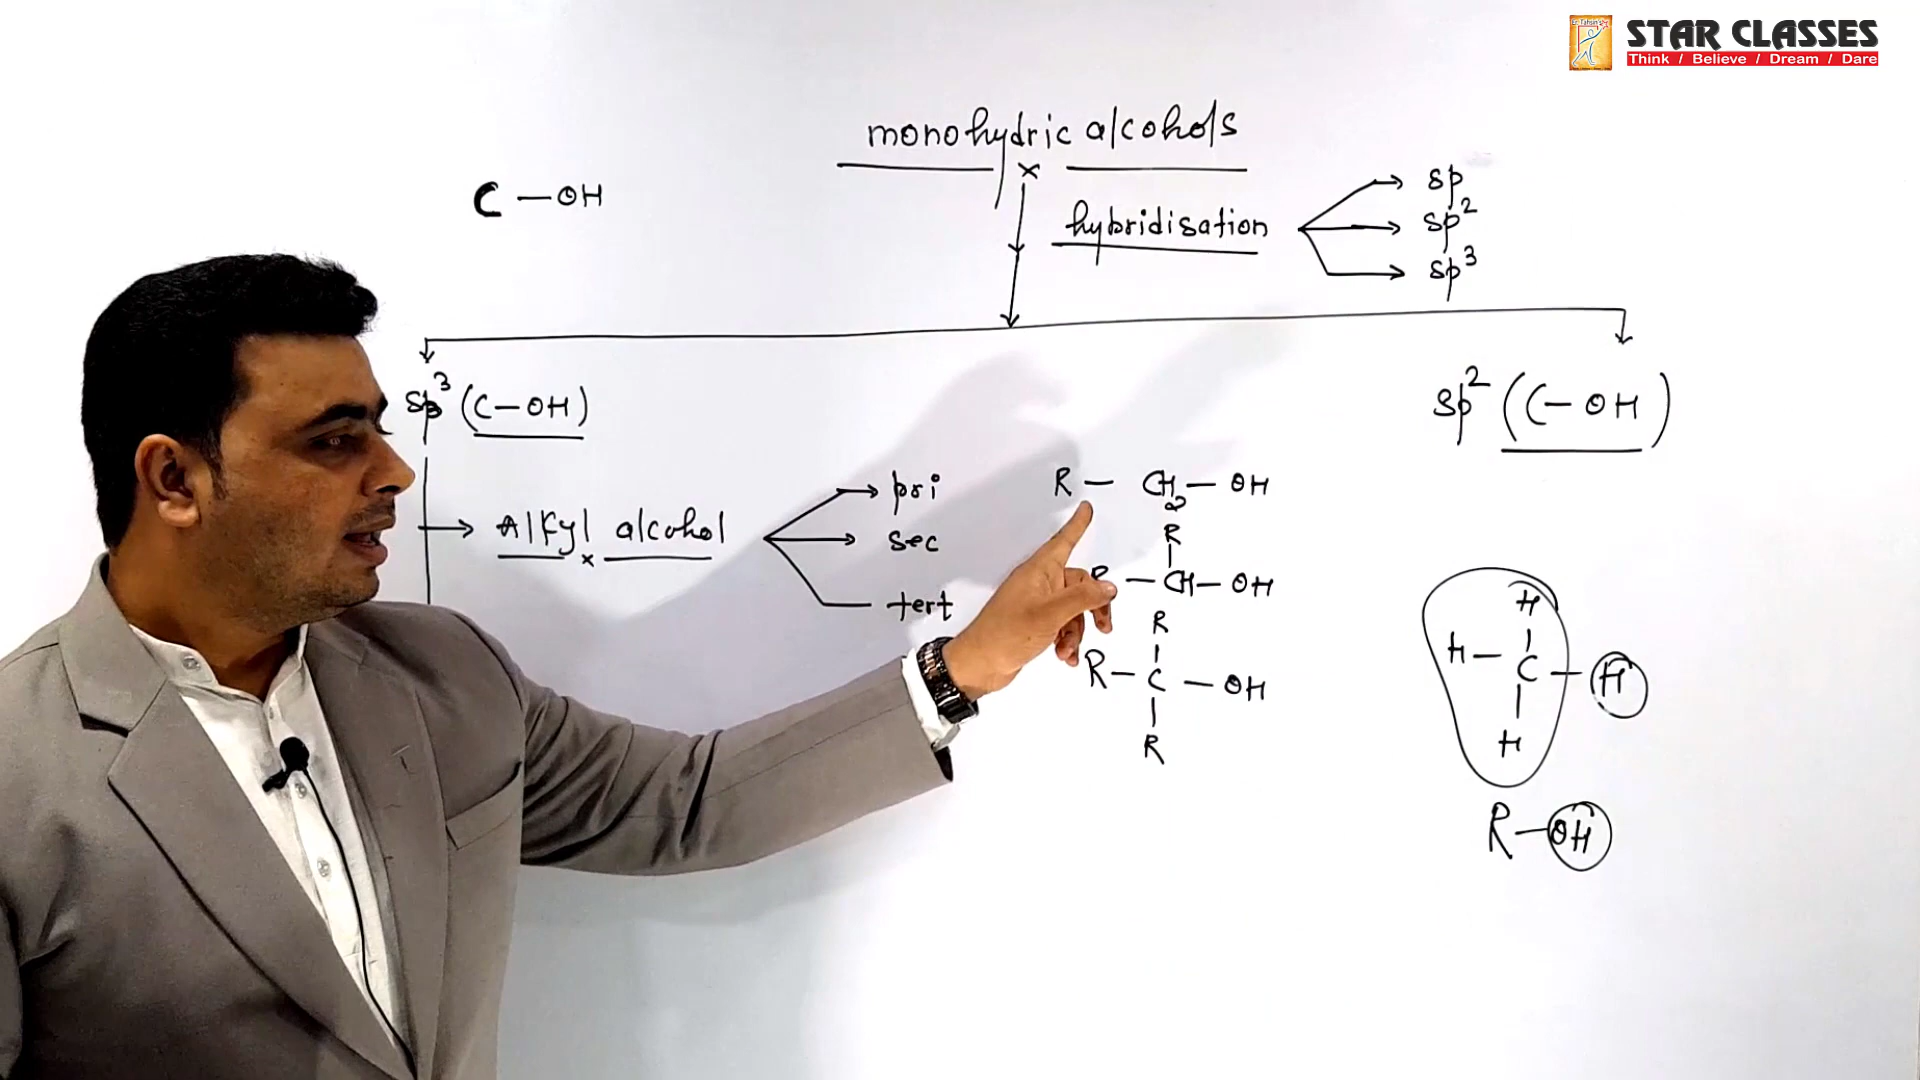 STAR CLASSES
Think / Believe / Dream / Dare
monohydric alcohols
x
C — OH
hybridisation
sp
sp²
sp³
sp³ (C — OH)
sp² (C — OH)
Alkyl alcohol
x
pri
sec
tert
R — CH₂ — OH
R
R — CH — OH
R
R — C — OH
R
H
H — C — H
H
R — OH